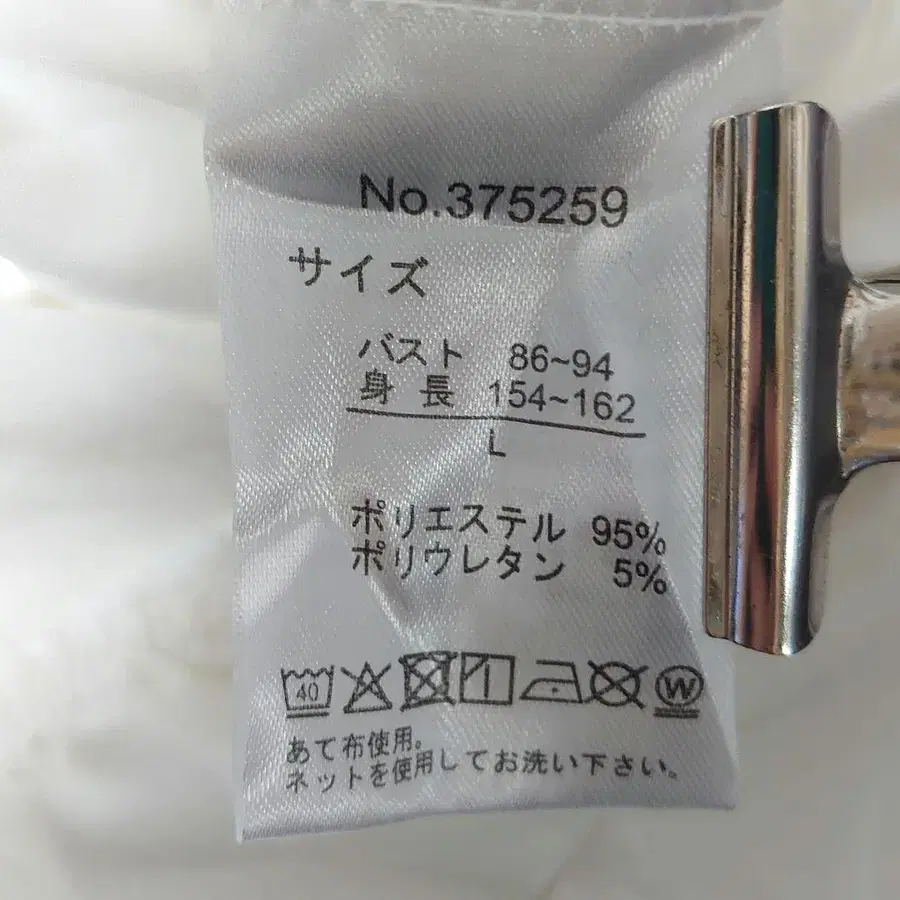 No.375259
サイズ
バスト 86~94
身長 154~162
L
ポリエステル 95%
ポリウレタン 5%
40 W
あて布使用。
ネットを使用してお洗い下さい。